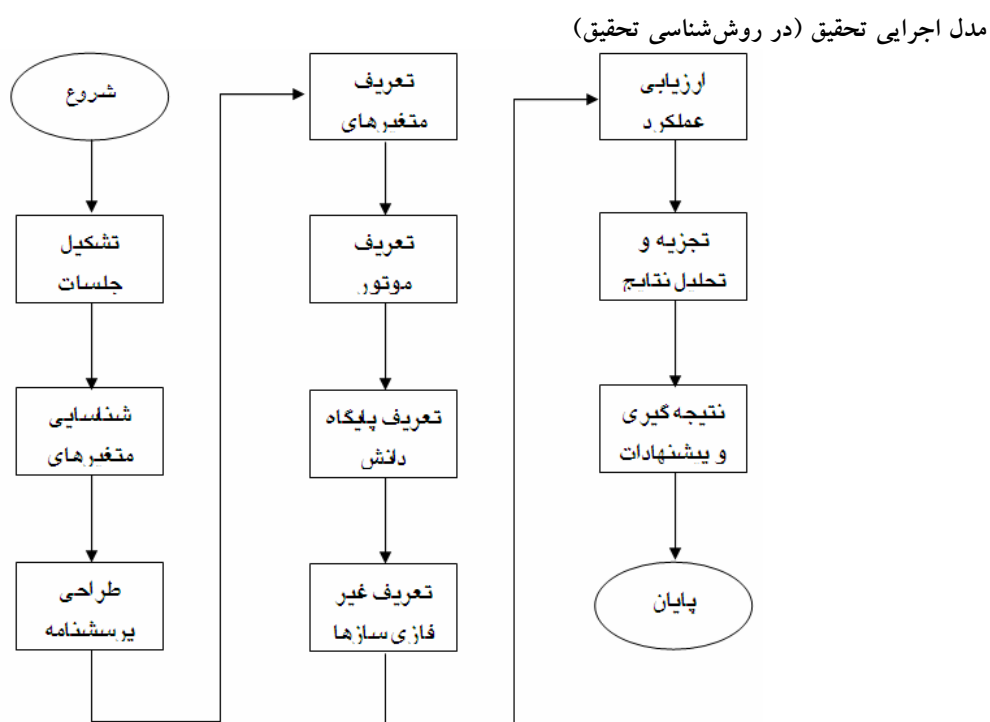 مدل اجرایی تحقیق (در روش‌شناسی تحقیق)
شروع
تشکیل
جلسات
شناسایی
متغیرهای
طراحی
پرسشنامه
تعریف
متغیرهای
تعریف
موتور
تعریف پایگاه
دانش
تعریف غیر
فازی سازها
ارزیابی
عملکرد
تجزیه و
تحلیل نتایج
نتیجه گیری
و پیشنهادات
پایان